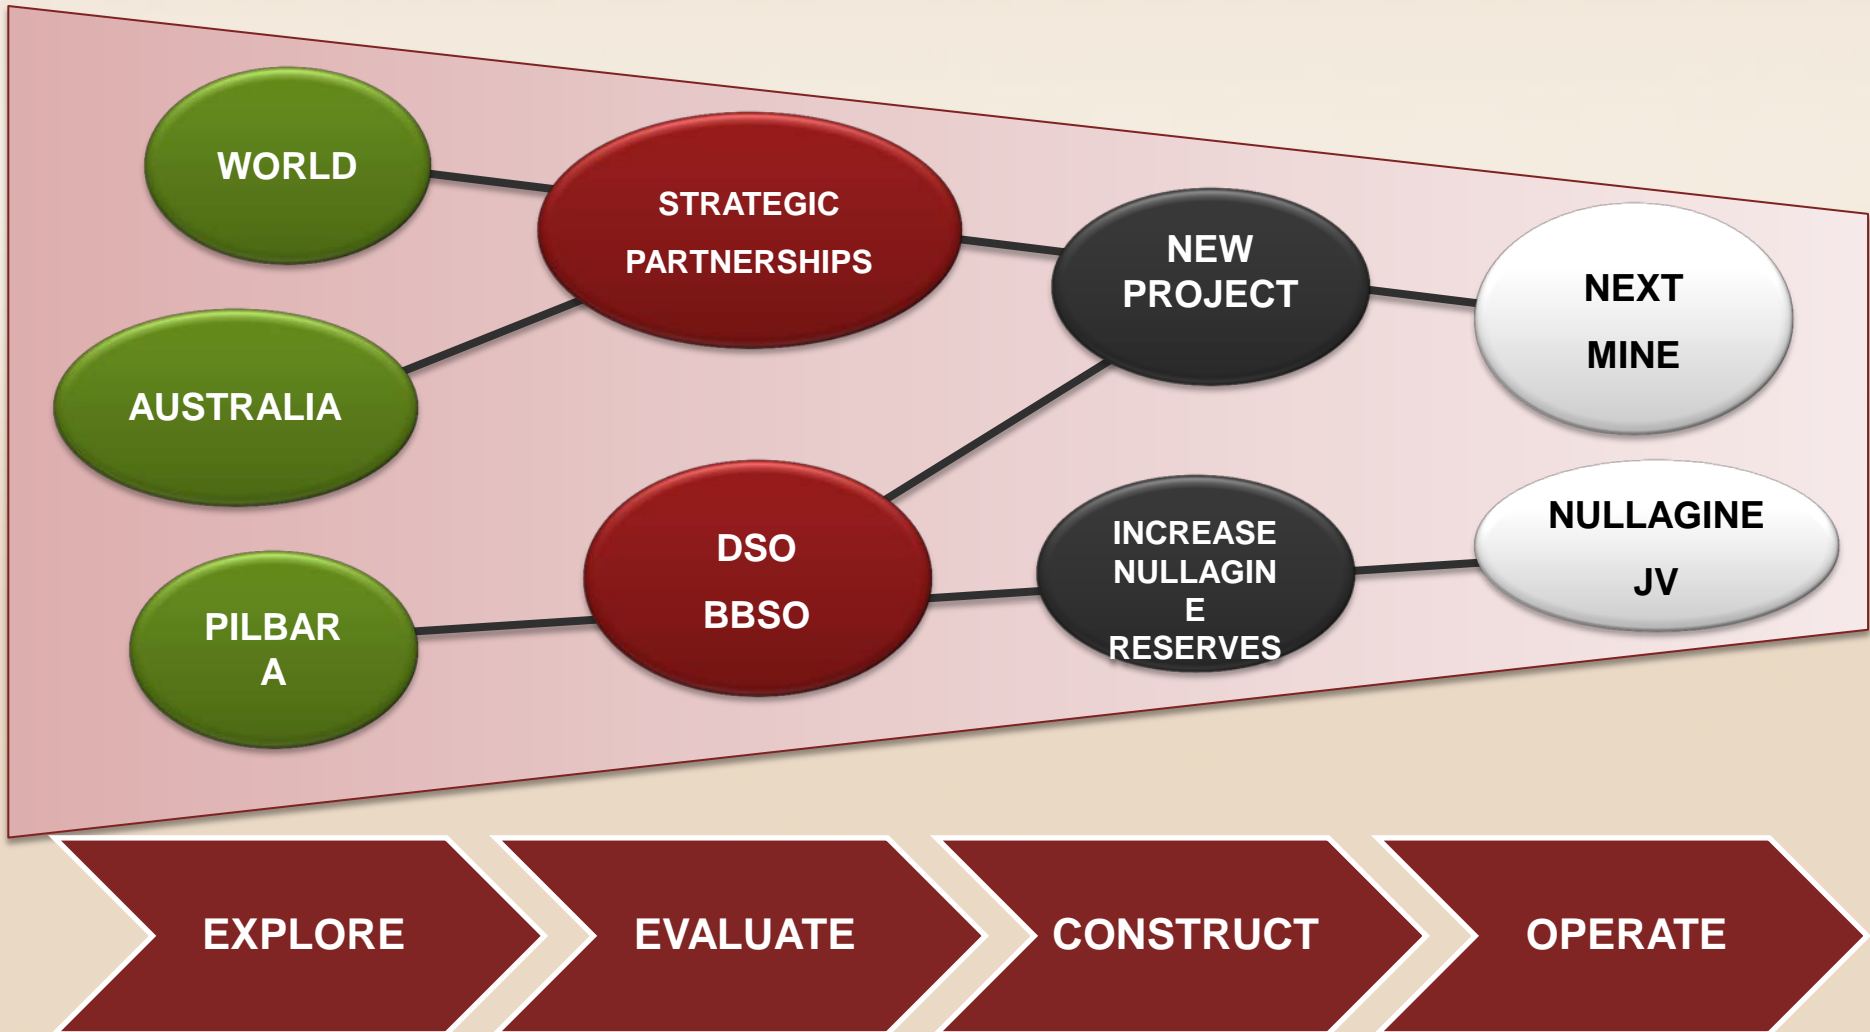 WORLD
STRATEGIC
PARTNERSHIPS
NEW
PROJECT
NEXT
MINE
AUSTRALIA
DSO
BBSO
INCREASE
NULLAGIN
E
RESERVES
NULLAGINE
JV
PILBAR
A
EXPLORE
EVALUATE
CONSTRUCT
OPERATE